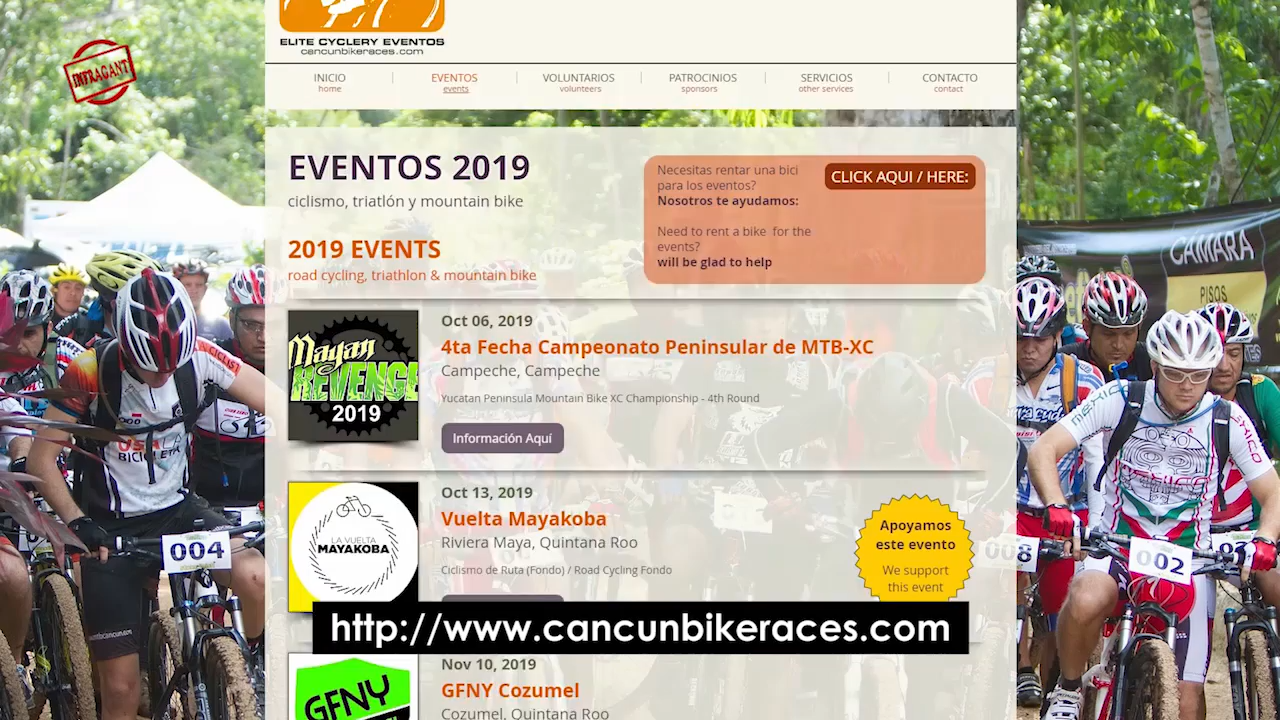 ELITE CYCLERY EVENTOS
cancunbikeraces.com
INFRAGANTI
INICIO
home
EVENTOS
events
VOLUNTARIOS
volunteers
PATROCINIOS
sponsors
SERVICIOS
other services
CONTACTO
contact
EVENTOS 2019
ciclismo, triatlón y mountain bike
2019 EVENTS
road cycling, triathlon & mountain bike
Necesitas rentar una bici
para los eventos?
Nosotros te ayudamos:
Need to rent a bike for the
events?
will be glad to help
CLICK AQUI / HERE:
CAMARA
PISOS
Mayan
REVENGE
2019
Oct 06, 2019
4ta Fecha Campeonato Peninsular de MTB-XC
Campeche, Campeche
Yucatan Peninsula Mountain Bike XC Championship - 4th Round
Información Aquí
LA VUELTA
MAYAKOBA
Oct 13, 2019
Vuelta Mayakoba
Riviera Maya, Quintana Roo
Ciclismo de Ruta (Fondo) / Road Cycling Fondo
Apoyamos
este evento
We support
this event
004
002
MEXICO
BICICLETA
http://www.cancunbikeraces.com
GFNY
Nov 10, 2019
GFNY Cozumel
Cozumel, Quintana Roo